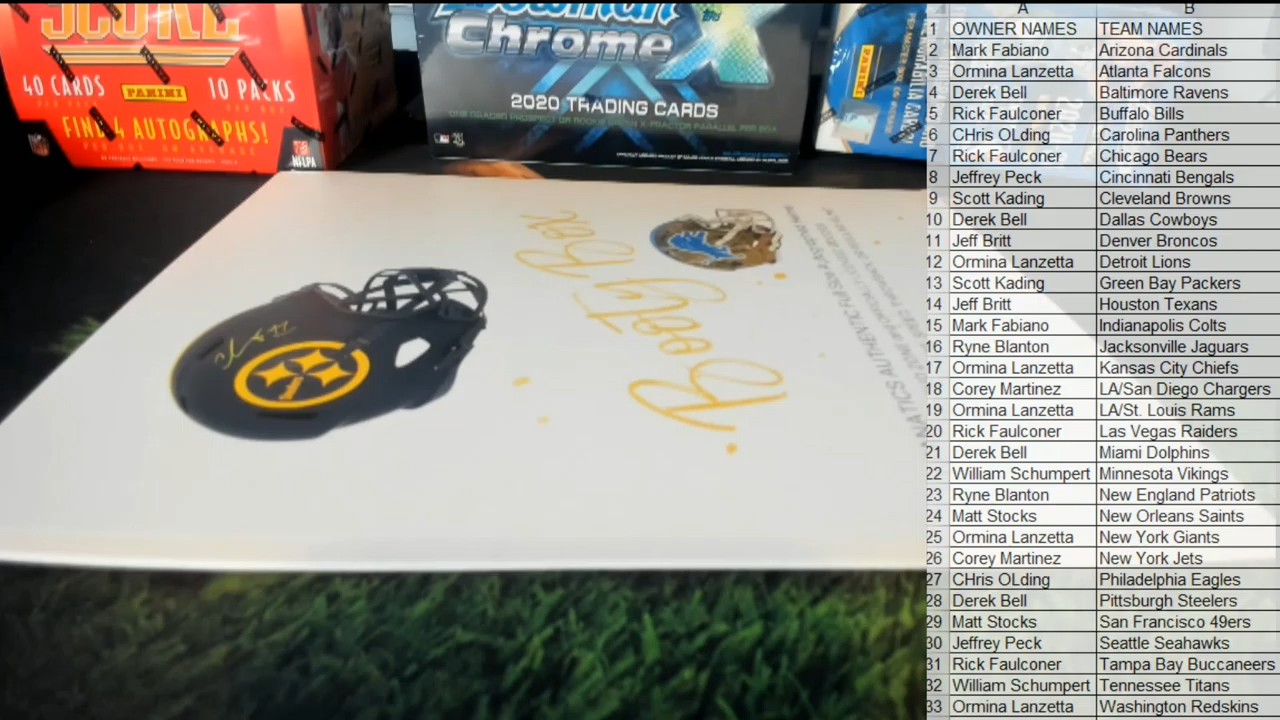 SCORE
40 CARDS PANINI 10 PACKS
FIND 4 AUTOGRAPHS!
NFLPA
Bowman
Chrome X
topps
2020 TRADING CARDS
PANINI
2020
Booty Box
A B
1 OWNER NAMES TEAM NAMES
2 Mark Fabiano Arizona Cardinals
3 Ormina Lanzetta Atlanta Falcons
4 Derek Bell Baltimore Ravens
5 Rick Faulconer Buffalo Bills
6 CHris OLding Carolina Panthers
7 Rick Faulconer Chicago Bears
8 Jeffrey Peck Cincinnati Bengals
9 Scott Kading Cleveland Browns
10 Derek Bell Dallas Cowboys
11 Jeff Britt Denver Broncos
12 Ormina Lanzetta Detroit Lions
13 Scott Kading Green Bay Packers
14 Jeff Britt Houston Texans
15 Mark Fabiano Indianapolis Colts
16 Ryne Blanton Jacksonville Jaguars
17 Ormina Lanzetta Kansas City Chiefs
18 Corey Martinez LA/San Diego Chargers
19 Ormina Lanzetta LA/St. Louis Rams
20 Rick Faulconer Las Vegas Raiders
21 Derek Bell Miami Dolphins
22 William Schumpert Minnesota Vikings
23 Ryne Blanton New England Patriots
24 Matt Stocks New Orleans Saints
25 Ormina Lanzetta New York Giants
26 Corey Martinez New York Jets
27 CHris OLding Philadelphia Eagles
28 Derek Bell Pittsburgh Steelers
29 Matt Stocks San Francisco 49ers
30 Jeffrey Peck Seattle Seahawks
31 Rick Faulconer Tampa Bay Buccaneers
32 William Schumpert Tennessee Titans
33 Ormina Lanzetta Washington Redskins